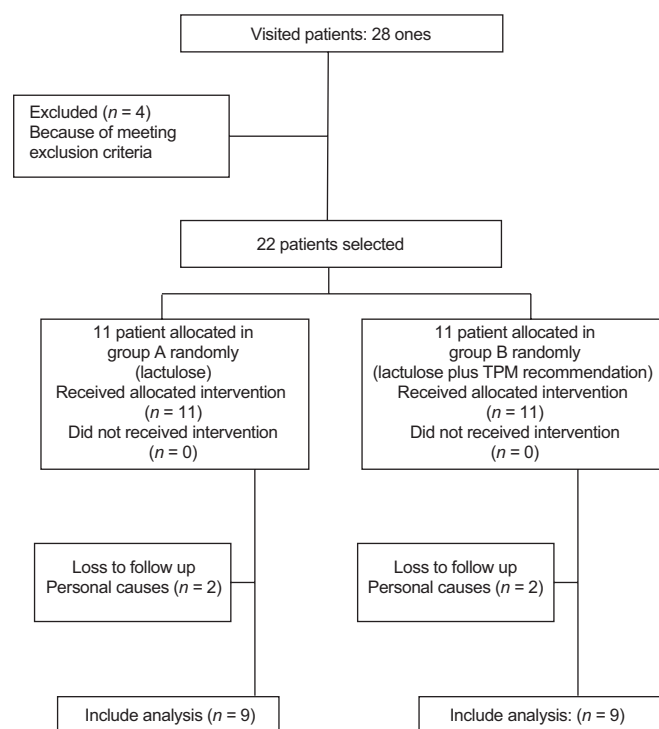 Visited patients: 28 ones
Excluded (n = 4)
Because of meeting
exclusion criteria
22 patients selected
11 patient allocated in
group A randomly
(lactulose)
Received allocated intervention
(n = 11)
Did not received intervention
(n = 0)
11 patient allocated in
group B randomly
(lactulose plus TPM recommendation)
Received allocated intervention
(n = 11)
Did not received intervention
(n = 0)
Loss to follow up
Personal causes (n = 2)
Loss to follow up
Personal causes (n = 2)
Include analysis (n = 9)
Include analysis: (n = 9)